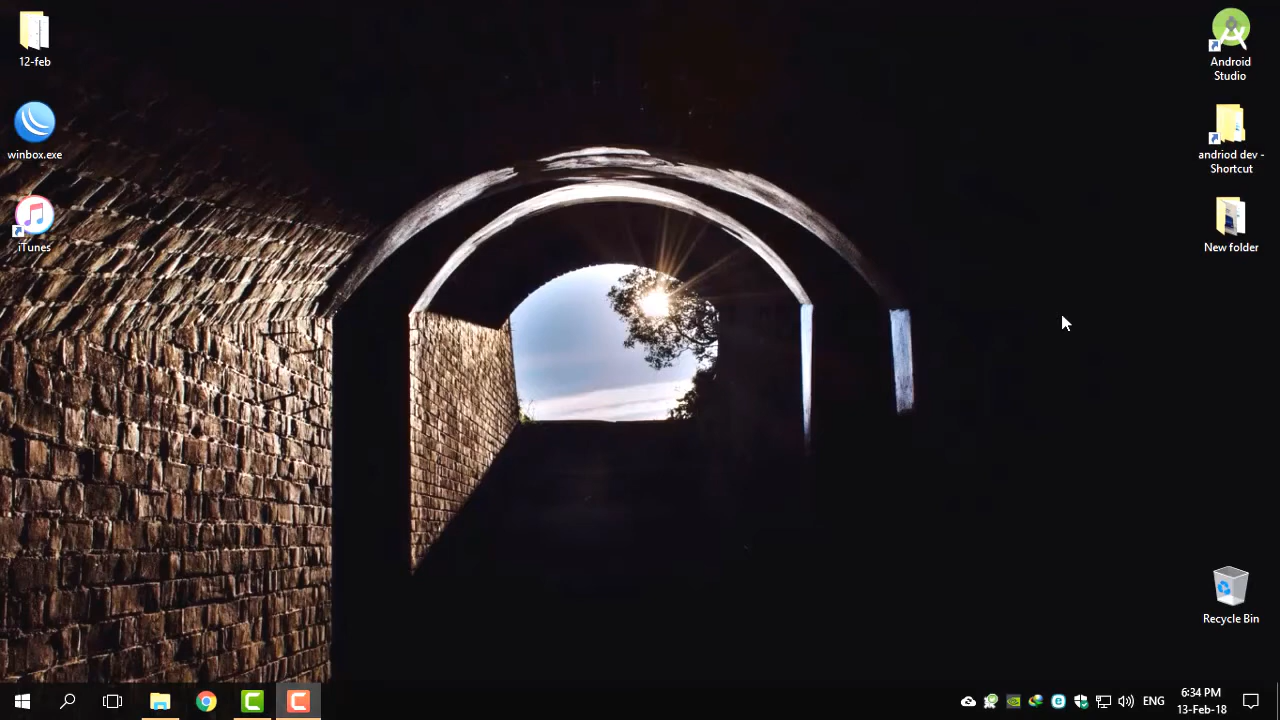 12-feb
winbox.exe
iTunes
Android
Studio
andriod dev -
Shortcut
New folder
Recycle Bin
ENG
6:34 PM
13-Feb-18